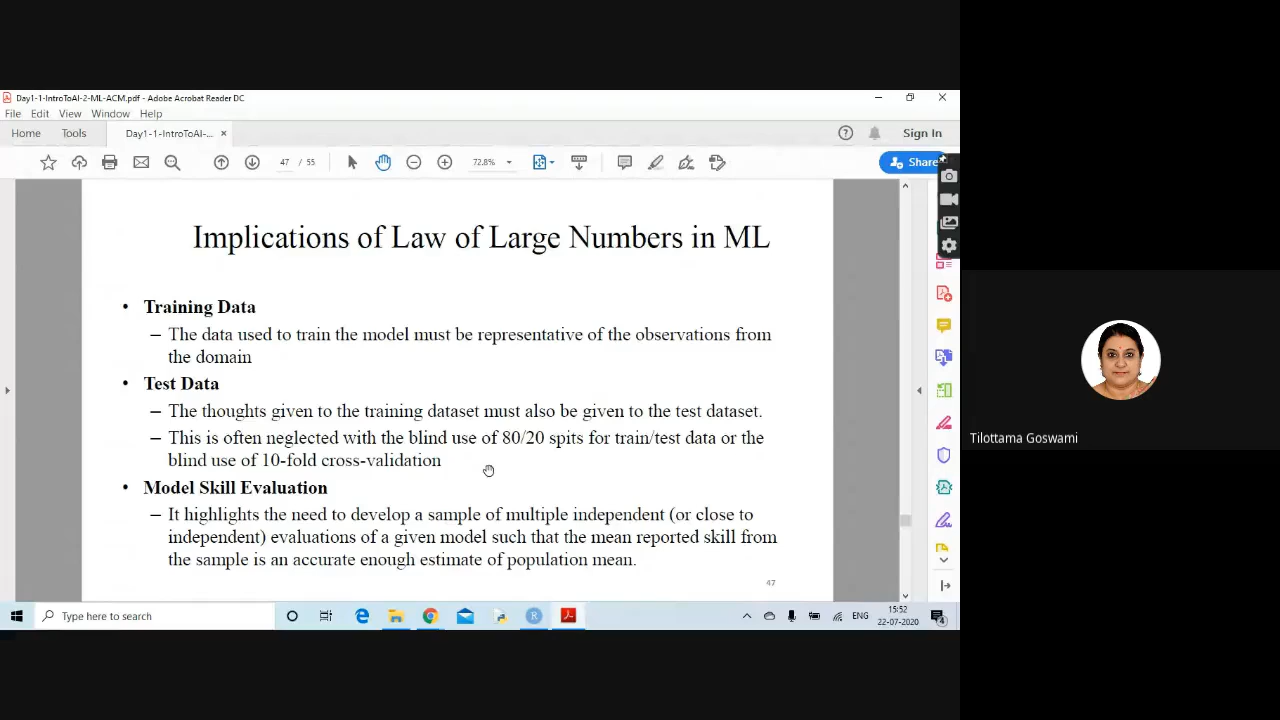 Day1-1-IntroToAI-2-ML-ACM.pdf - Adobe Acrobat Reader DC
File Edit View Window Help
Home Tools Day1-1-IntroToAI-... × Sign In
47 / 55 72.8% Share
Implications of Law of Large Numbers in ML
• Training Data
– The data used to train the model must be representative of the observations from
the domain
• Test Data
– The thoughts given to the training dataset must also be given to the test dataset.
– This is often neglected with the blind use of 80/20 spits for train/test data or the
blind use of 10-fold cross-validation
• Model Skill Evaluation
– It highlights the need to develop a sample of multiple independent (or close to
independent) evaluations of a given model such that the mean reported skill from
the sample is an accurate enough estimate of population mean.
47
Tilottama Goswami
Type here to search
ENG
15:52
22-07-2020
4